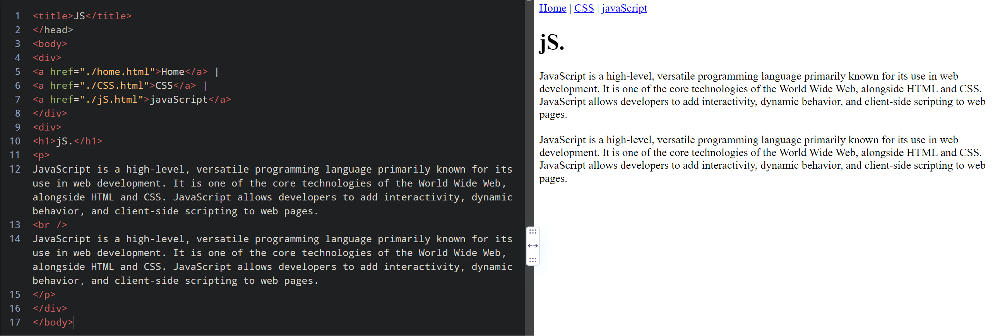 1 <title>JS</title>
2 </head>
3 <body>
4 <div>
5 <a href="./home.html">Home</a> |
6 <a href="./CSS.html">CSS</a> |
7 <a href="./jS.html">javaScript</a>
8 </div>
9 <div>
10 <h1>jS.</h1>
11 <p>
12 JavaScript is a high-level, versatile programming language primarily known for its
use in web development. It is one of the core technologies of the World Wide Web,
alongside HTML and CSS. JavaScript allows developers to add interactivity, dynamic
behavior, and client-side scripting to web pages.
13 <br />
14 JavaScript is a high-level, versatile programming language primarily known for its
use in web development. It is one of the core technologies of the World Wide Web,
alongside HTML and CSS. JavaScript allows developers to add interactivity, dynamic
behavior, and client-side scripting to web pages.
15 </p>
16 </div>
17 </body>
Home | CSS | javaScript
jS.
JavaScript is a high-level, versatile programming language primarily known for its use in web
development. It is one of the core technologies of the World Wide Web, alongside HTML and CSS.
JavaScript allows developers to add interactivity, dynamic behavior, and client-side scripting to web
pages.
JavaScript is a high-level, versatile programming language primarily known for its use in web
development. It is one of the core technologies of the World Wide Web, alongside HTML and CSS.
JavaScript allows developers to add interactivity, dynamic behavior, and client-side scripting to web
pages.